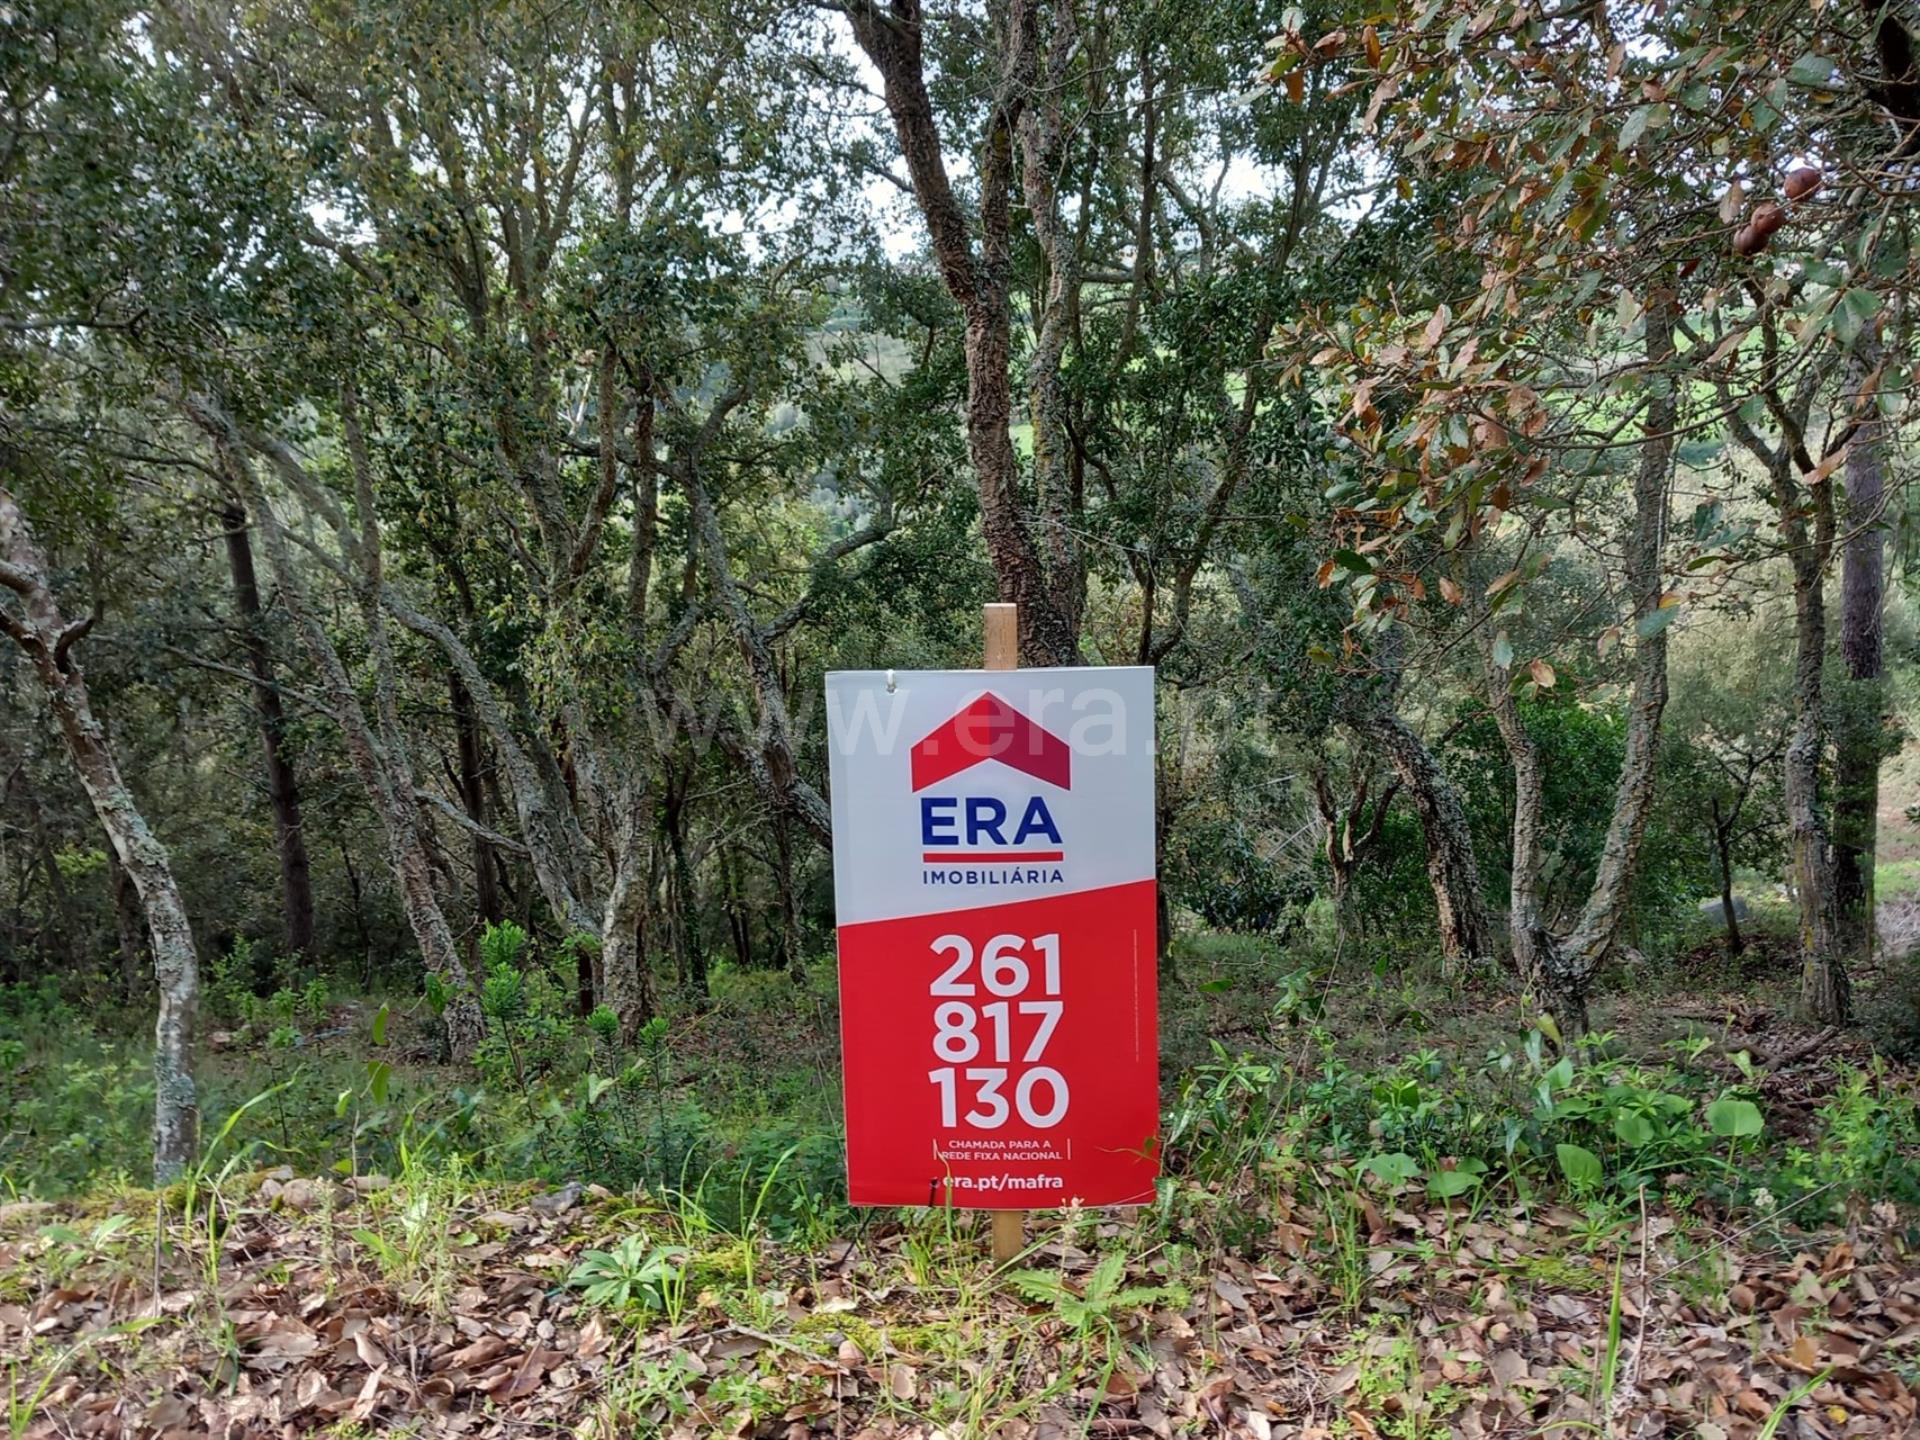 www.era.pt
ERA
IMOBILIÁRIA
261
817
130
CHAMADA PARA A
REDE FIXA NACIONAL
era.pt/mafra